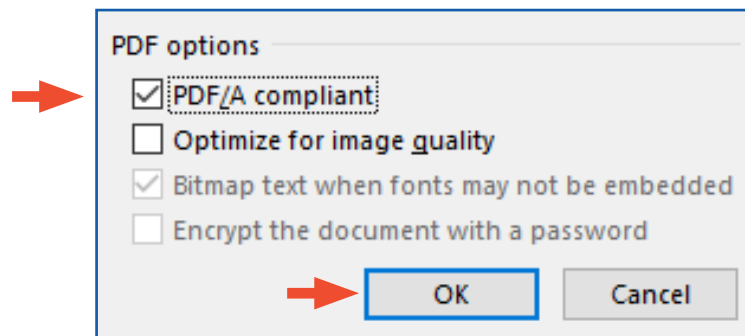 PDF options
PDF/A compliant
Optimize for image quality
Bitmap text when fonts may not be embedded
Encrypt the document with a password
OK Cancel